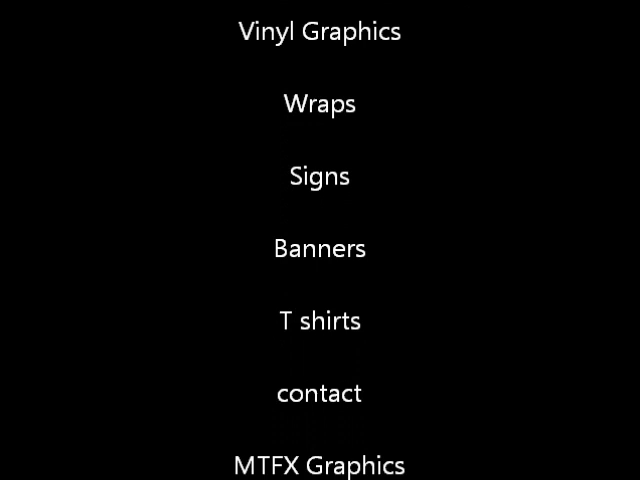 Vinyl Graphics
Wraps
Signs
Banners
T shirts
contact
MTFX Graphics